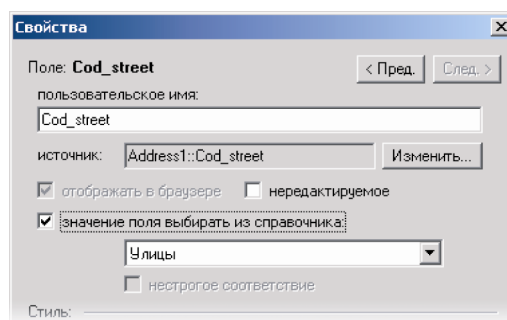 Свойства
Поле: Cod_street < Пред. След. >
пользовательское имя:
Cod_street
источник: Address1::Cod_street Изменить...
отображать в браузере нередактируемое
значение поля выбирать из справочника:
Улицы
нестрогое соответствие
Стиль: